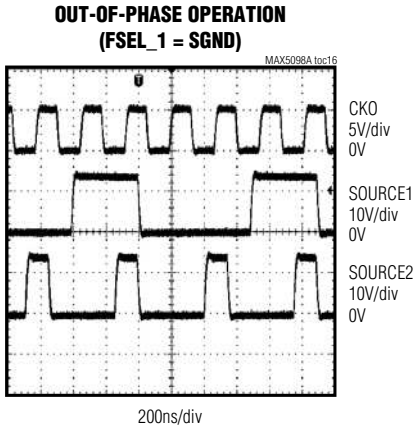 OUT-OF-PHASE OPERATION
(FSEL_1 = SGND)
MAX5098A toc16
T
CKO
5V/div
0V
SOURCE1
10V/div
0V
SOURCE2
10V/div
0V
200ns/div